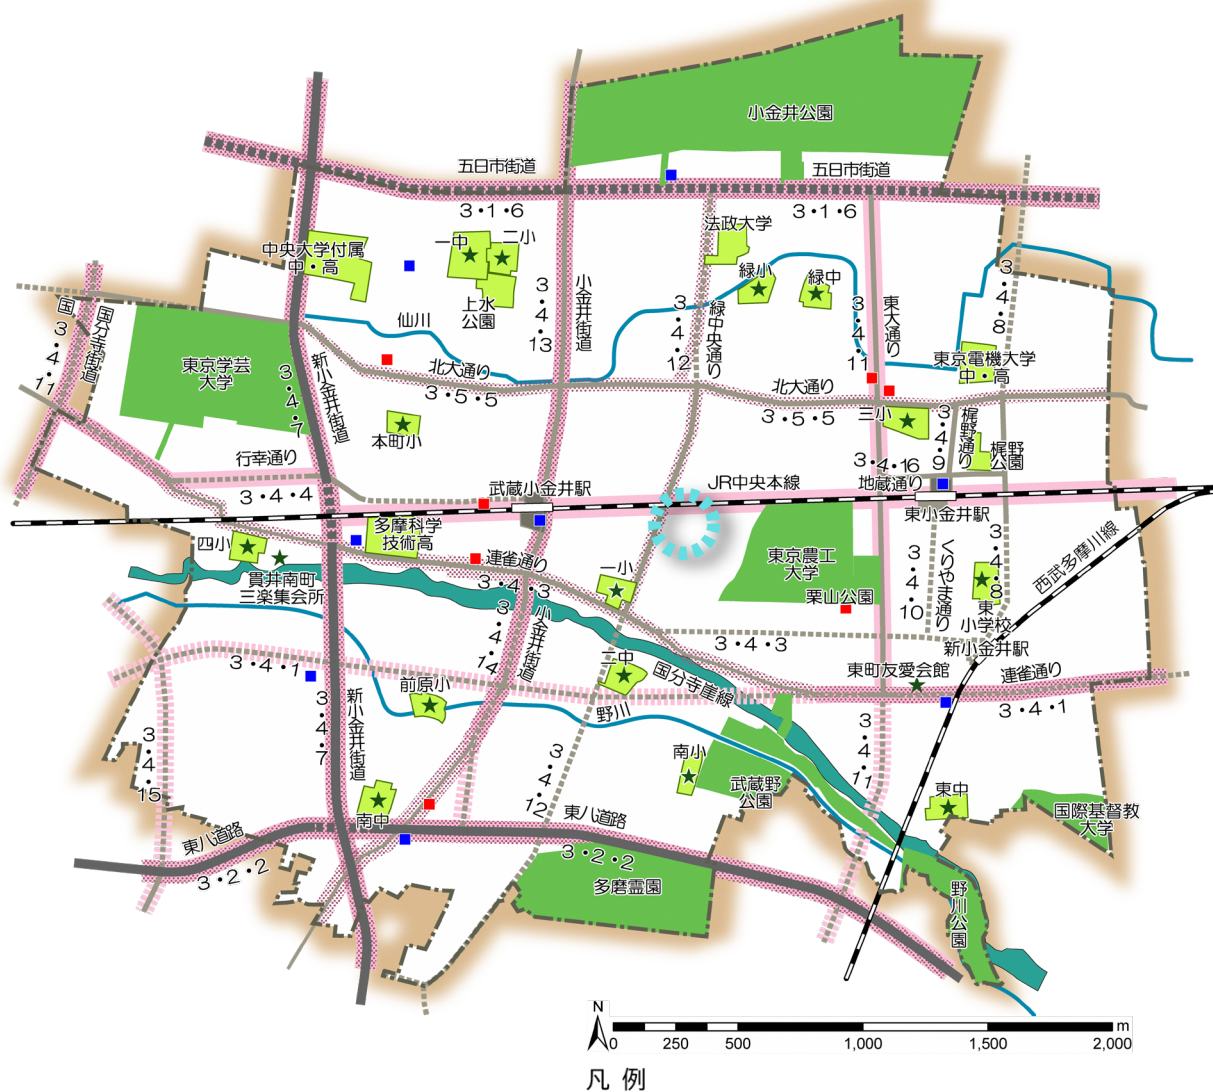 小金井公園
五日市街道
五日市街道
3・1・6
3・1・6
法政大学
中央大学付属
中・高
一中
二小
上水
公園
緑小
緑中
3・4・13
小金井街道
3・4・12
緑中央通り
3・4・11
東大通り
3・4・8
国3・4・11
国分寺街道
仙川
東京学芸
大学
3・4・7
新小金井街道
北大通り
3・5・5
北大通り
3・5・5
東京電機大学
中・高
本町小
三小
3・4・9
梶野通り
梶野
公園
行幸通り
3・4・4
3・4・16
地蔵通り
武蔵小金井駅
JR中央本線
東小金井駅
四小
多摩科学
技術高
連雀通り
3・4・3
貫井南町
三楽集会所
一小
東京農工
大学
栗山公園
3・4・10
くりやま通り
3・4・8
東
小学校
西武多摩川線
新小金井駅
3・4・14
小金井街道
3・4・3
3・4・1
二中
国分寺崖線
東町友愛会館
連雀通り
3・4・1
前原小
野川
3・4・7
新小金井街道
3・4・15
3・4・12
南小
武蔵野
公園
3・4・11
東中
国際基督教
大学
南中
東八道路
3・2・2
東八道路
3・2・2
多磨霊園
野川公園
N
0 250 500 1,000 1,500 2,000 m
凡 例